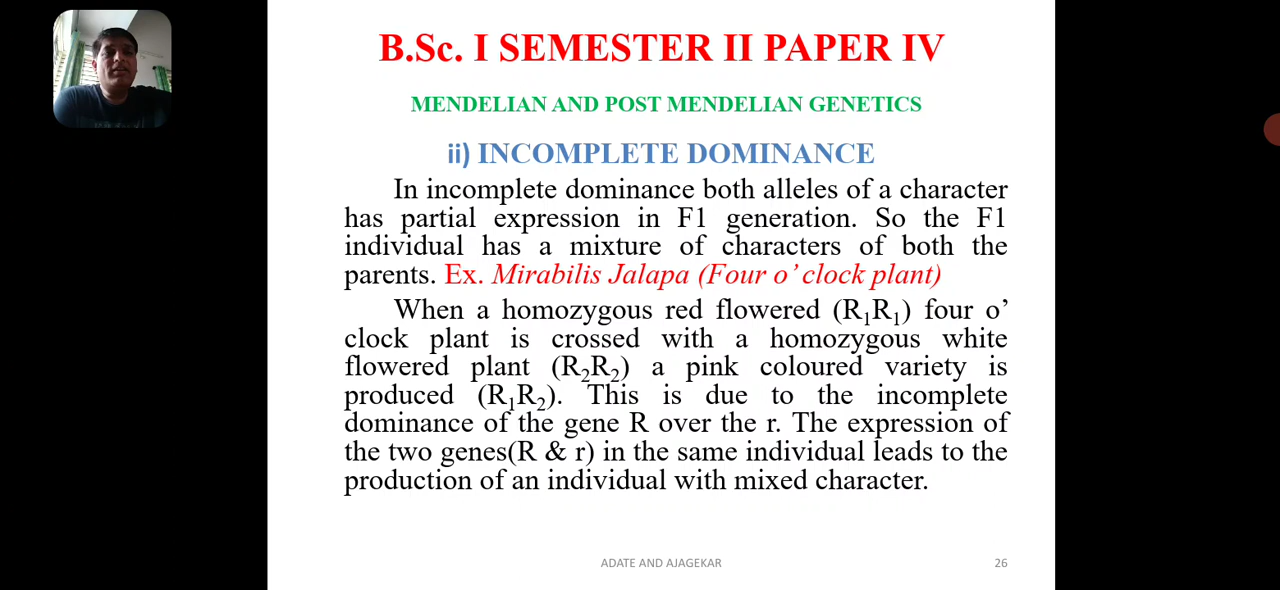 B.Sc. I SEMESTER II PAPER IV
MENDELIAN AND POST MENDELIAN GENETICS
ii) INCOMPLETE DOMINANCE
In incomplete dominance both alleles of a character
has partial expression in F1 generation. So the F1
individual has a mixture of characters of both the
parents. Ex. Mirabilis Jalapa (Four o’ clock plant)
When a homozygous red flowered (R₁R₁) four o’
clock plant is crossed with a homozygous white
flowered plant (R₂R₂) a pink coloured variety is
produced (R₁R₂). This is due to the incomplete
dominance of the gene R over the r. The expression of
the two genes(R & r) in the same individual leads to the
production of an individual with mixed character.
ADATE AND AJAGEKAR
26